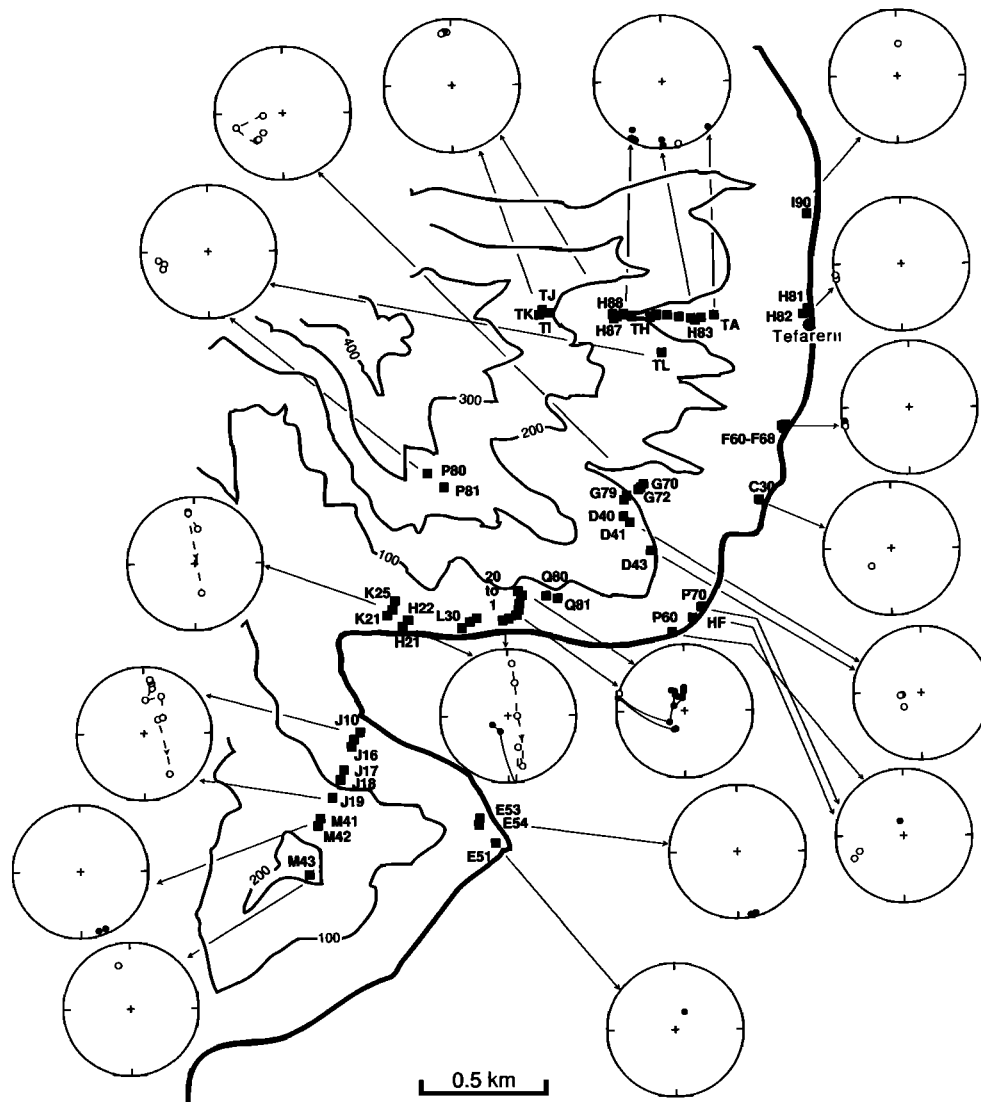 I90
H81
H82
Tefarerii
TJ
TK
TI
H88
H87
TH
H83
TA
TL
400
300
200
F60-F68
P80
P81
G79
G70
G72
C30
D40
D41
D43
100
20
to
1
Q80
Q81
K25
K21
H22
H21
L30
P70
HF
P60
J10
J16
J17
J18
J19
E53
E54
E51
M41
M42
M43
200
100
0.5 km